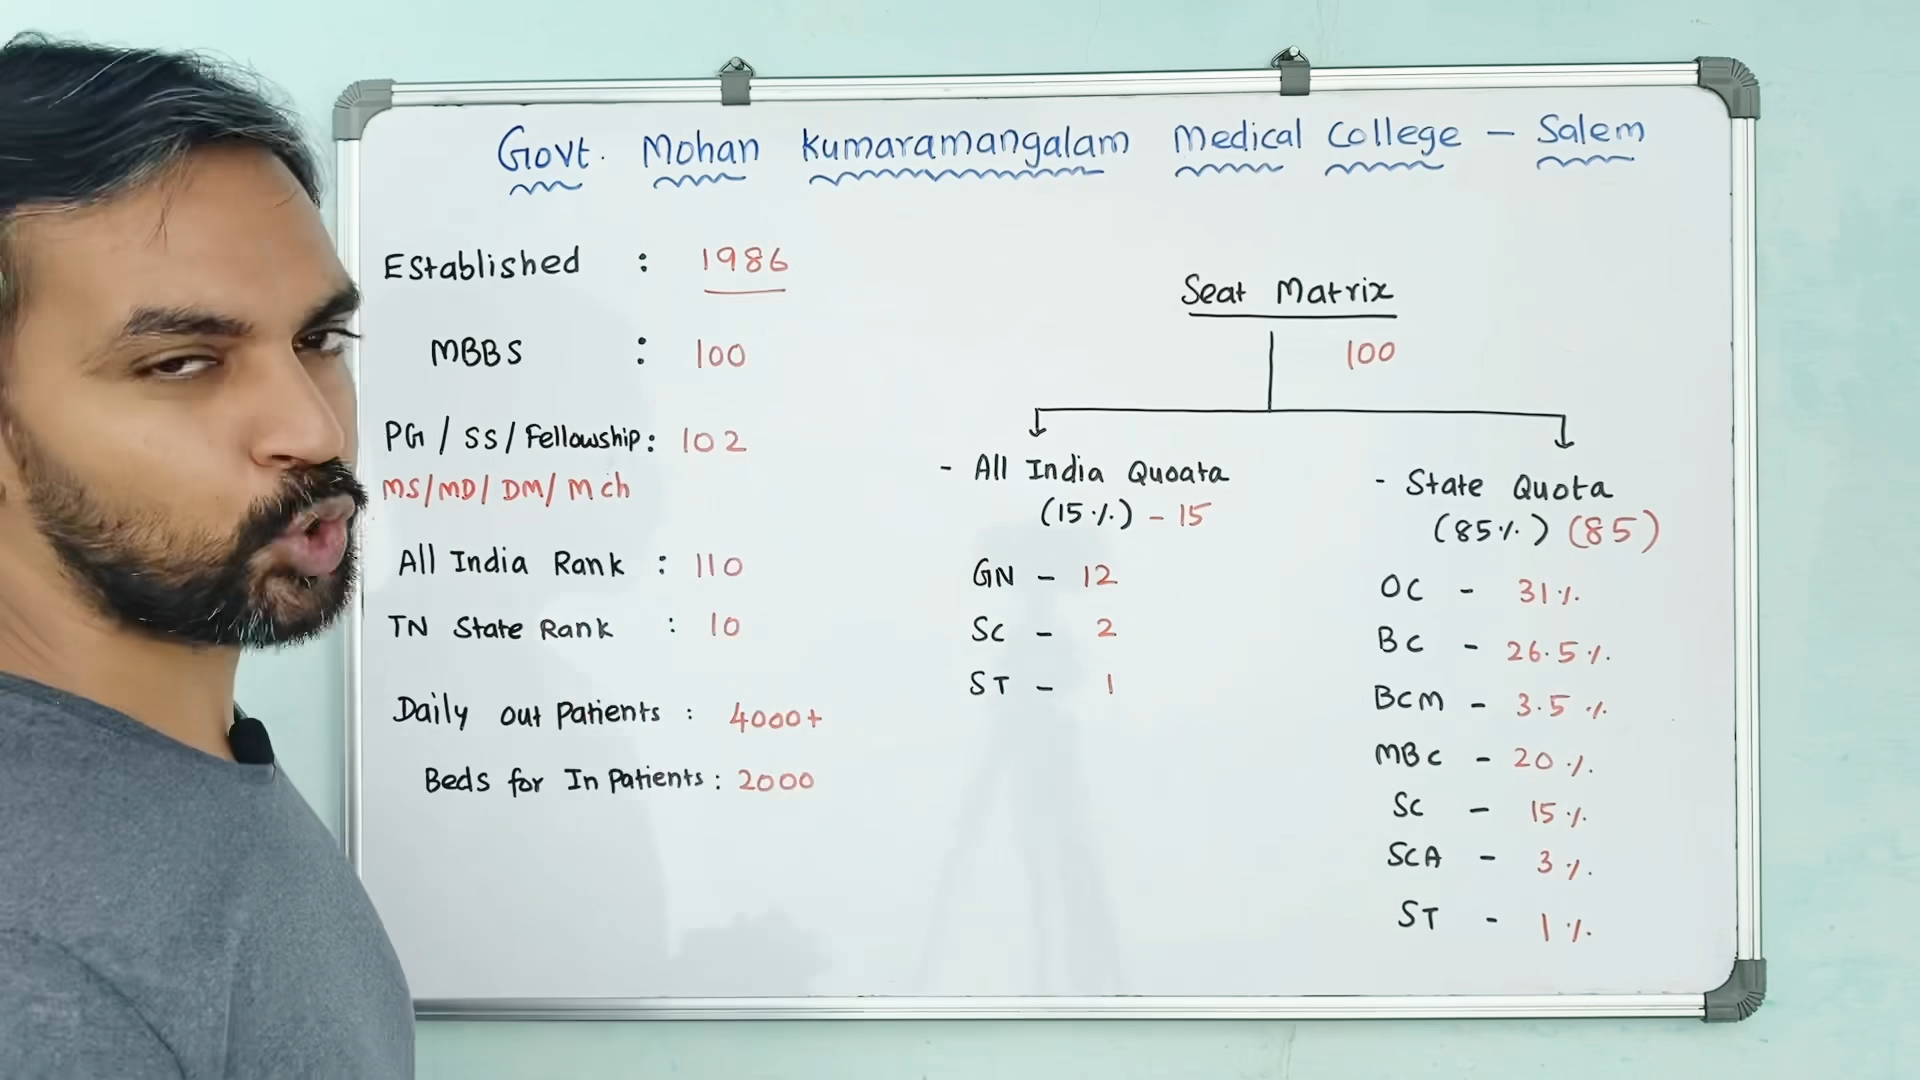 Govt. Mohan Kumaramangalam Medical College - Salem
Established : 1986
MBBS : 100
PG / SS / Fellowship : 102
MS/MD/ DM/ Mch
All India Rank : 110
TN State Rank : 10
Daily out Patients : 4000+
Beds for In Patients : 2000
Seat Matrix
100
- All India Quoata
(15%) - 15
GN - 12
SC - 2
ST - 1
- State Quota
(85%) (85)
OC - 31%
BC - 26.5%
BCM - 3.5%
MBC - 20%
SC - 15%
SCA - 3%
ST - 1%